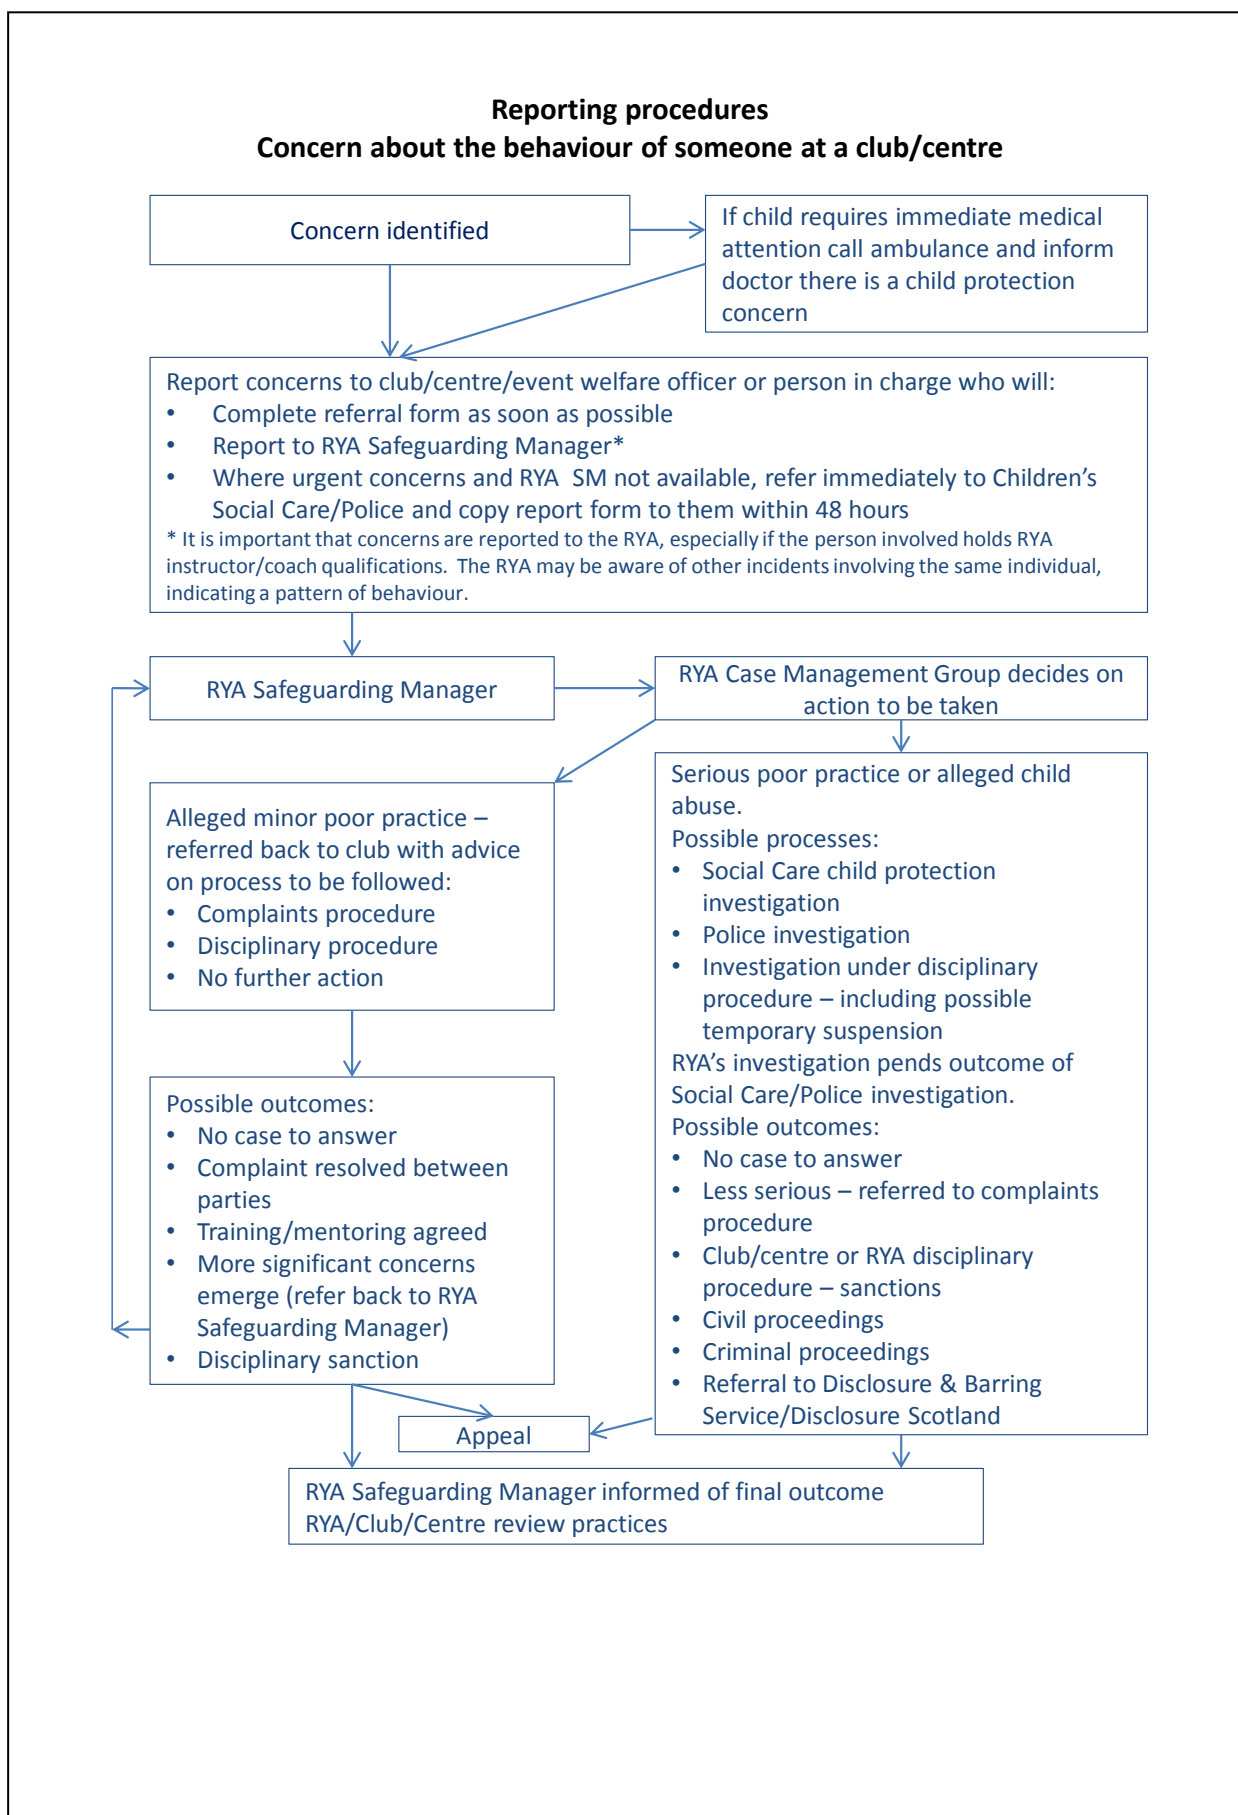 Reporting procedures
Concern about the behaviour of someone at a club/centre
Concern identified
If child requires immediate medical
attention call ambulance and inform
doctor there is a child protection
concern
Report concerns to club/centre/event welfare officer or person in charge who will:
• Complete referral form as soon as possible
• Report to RYA Safeguarding Manager*
• Where urgent concerns and RYA  SM not available, refer immediately to Children's
Social Care/Police and copy report form to them within 48 hours
* It is important that concerns are reported to the RYA, especially if the person involved holds RYA
instructor/coach qualifications.  The RYA may be aware of other incidents involving the same individual,
indicating a pattern of behaviour.
RYA Safeguarding Manager
RYA Case Management Group decides on
action to be taken
Alleged minor poor practice –
referred back to club with advice
on process to be followed:
• Complaints procedure
• Disciplinary procedure
• No further action
Serious poor practice or alleged child
abuse.
Possible processes:
• Social Care child protection
investigation
• Police investigation
• Investigation under disciplinary
procedure – including possible
temporary suspension
RYA's investigation pends outcome of
Social Care/Police investigation.
Possible outcomes:
• No case to answer
• Less serious – referred to complaints
procedure
• Club/centre or RYA disciplinary
procedure – sanctions
• Civil proceedings
• Criminal proceedings
• Referral to Disclosure & Barring
Service/Disclosure Scotland
Possible outcomes:
• No case to answer
• Complaint resolved between
parties
• Training/mentoring agreed
• More significant concerns
emerge (refer back to RYA
Safeguarding Manager)
• Disciplinary sanction
Appeal
RYA Safeguarding Manager informed of final outcome
RYA/Club/Centre review practices